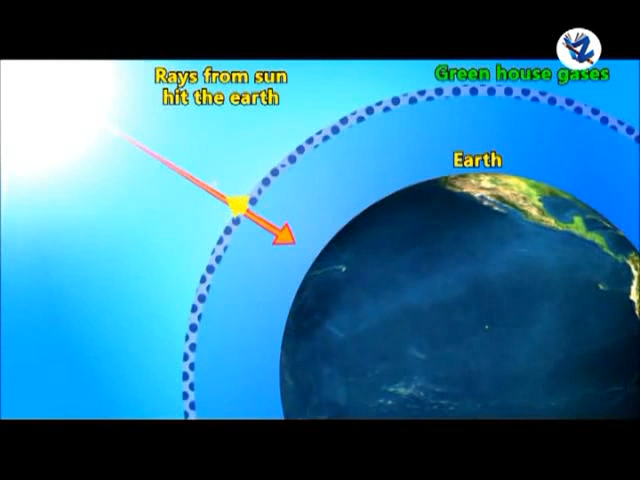 Rays from sun
hit the earth
Green house gases
Earth